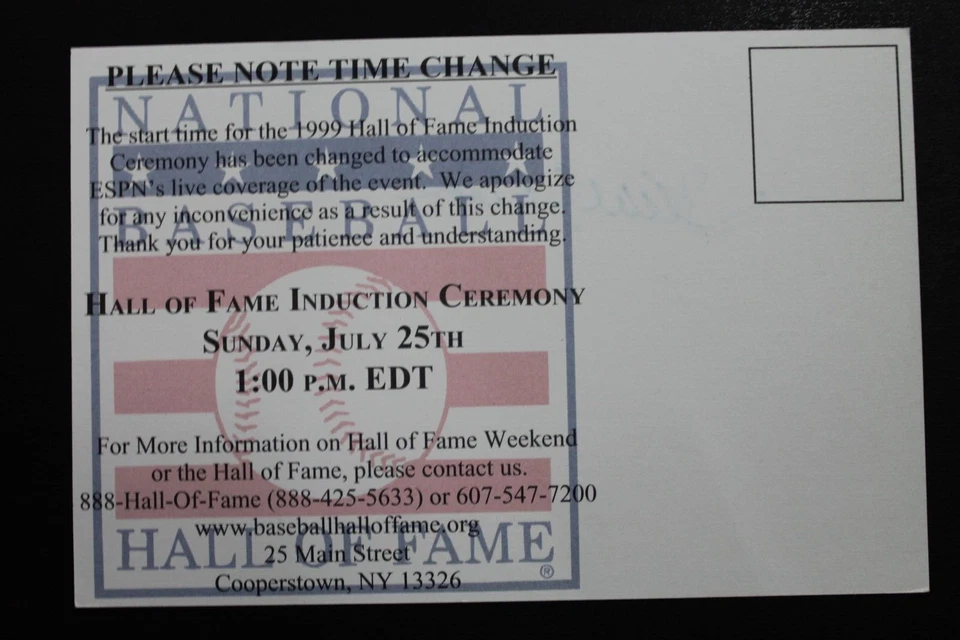 PLEASE NOTE TIME CHANGE
NATIONAL
The start time for the 1999 Hall of Fame Induction
Ceremony has been changed to accommodate
ESPN's live coverage of the event. We apologize
BASEBALL
for any inconvenience as a result of this change.
Thank you for your patience and understanding.
HALL OF FAME INDUCTION CEREMONY
SUNDAY, JULY 25TH
1:00 P.M. EDT
For More Information on Hall of Fame Weekend
or the Hall of Fame, please contact us.
888-Hall-Of-Fame (888-425-5633) or 607-547-7200
www.baseballhalloffame.org
HALL OF FAME
®
25 Main Street
Cooperstown, NY 13326